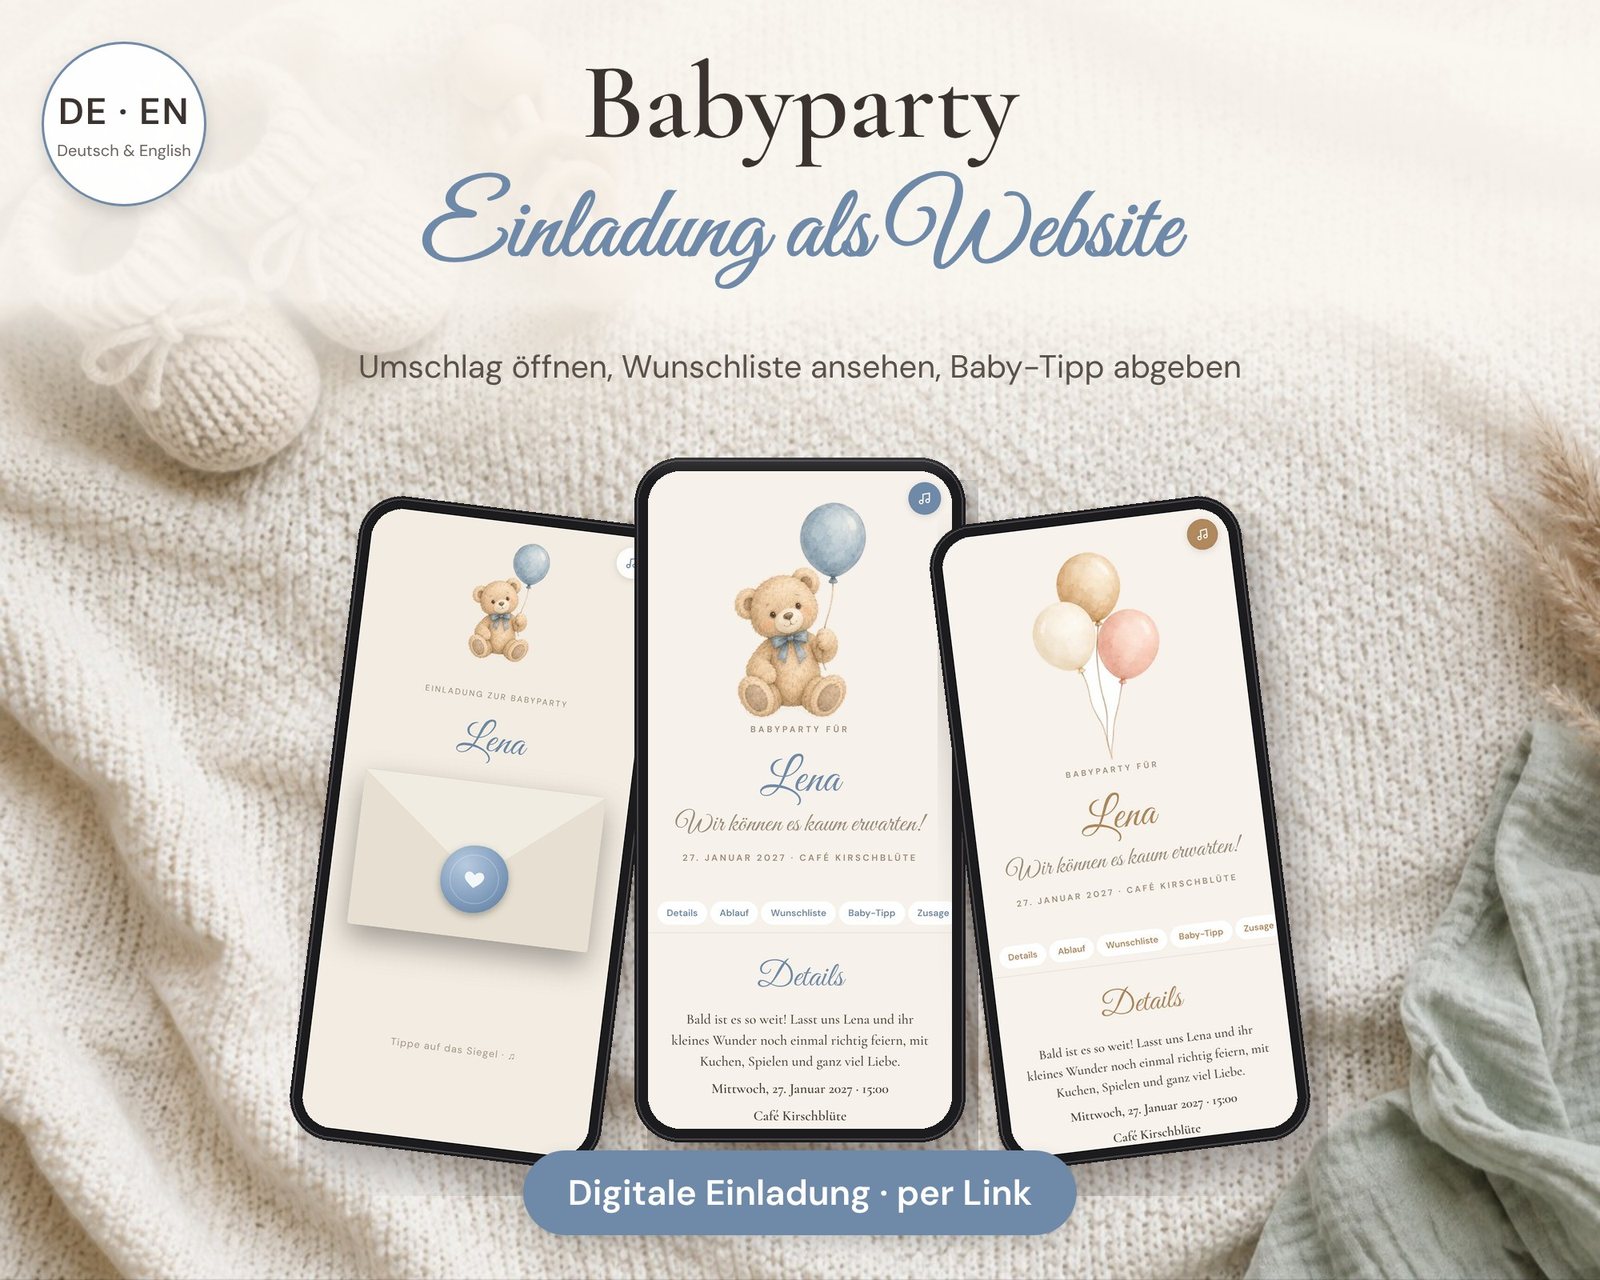 DE · EN
Deutsch & English
Babyparty
Einladung als Website
Umschlag öffnen, Wunschliste ansehen, Baby-Tipp abgeben
EINLADUNG ZUR BABYPARTY
Lena
Tippe auf das Siegel · ♫
BABYPARTY FÜR
Lena
Wir können es kaum erwarten!
27. JANUAR 2027 · CAFÉ KIRSCHBLÜTE
Details Ablauf Wunschliste Baby-Tipp Zusage
Details
Bald ist es so weit! Lasst uns Lena und ihr
kleines Wunder noch einmal richtig feiern, mit
Kuchen, Spielen und ganz viel Liebe.
Mittwoch, 27. Januar 2027 · 15:00
Café Kirschblüte
BABYPARTY FÜR
Lena
Wir können es kaum erwarten!
27. JANUAR 2027 · CAFÉ KIRSCHBLÜTE
Details Ablauf Wunschliste Baby-Tipp Zusage
Details
Bald ist es so weit! Lasst uns Lena und ihr
kleines Wunder noch einmal richtig feiern, mit
Kuchen, Spielen und ganz viel Liebe.
Mittwoch, 27. Januar 2027 · 15:00
Café Kirschblüte
Digitale Einladung · per Link